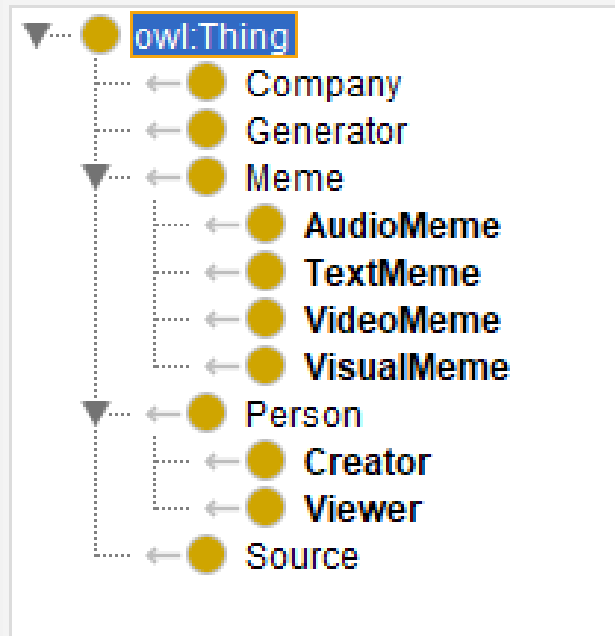 owl:Thing
Company
Generator
Meme
AudioMeme
TextMeme
VideoMeme
VisualMeme
Person
Creator
Viewer
Source